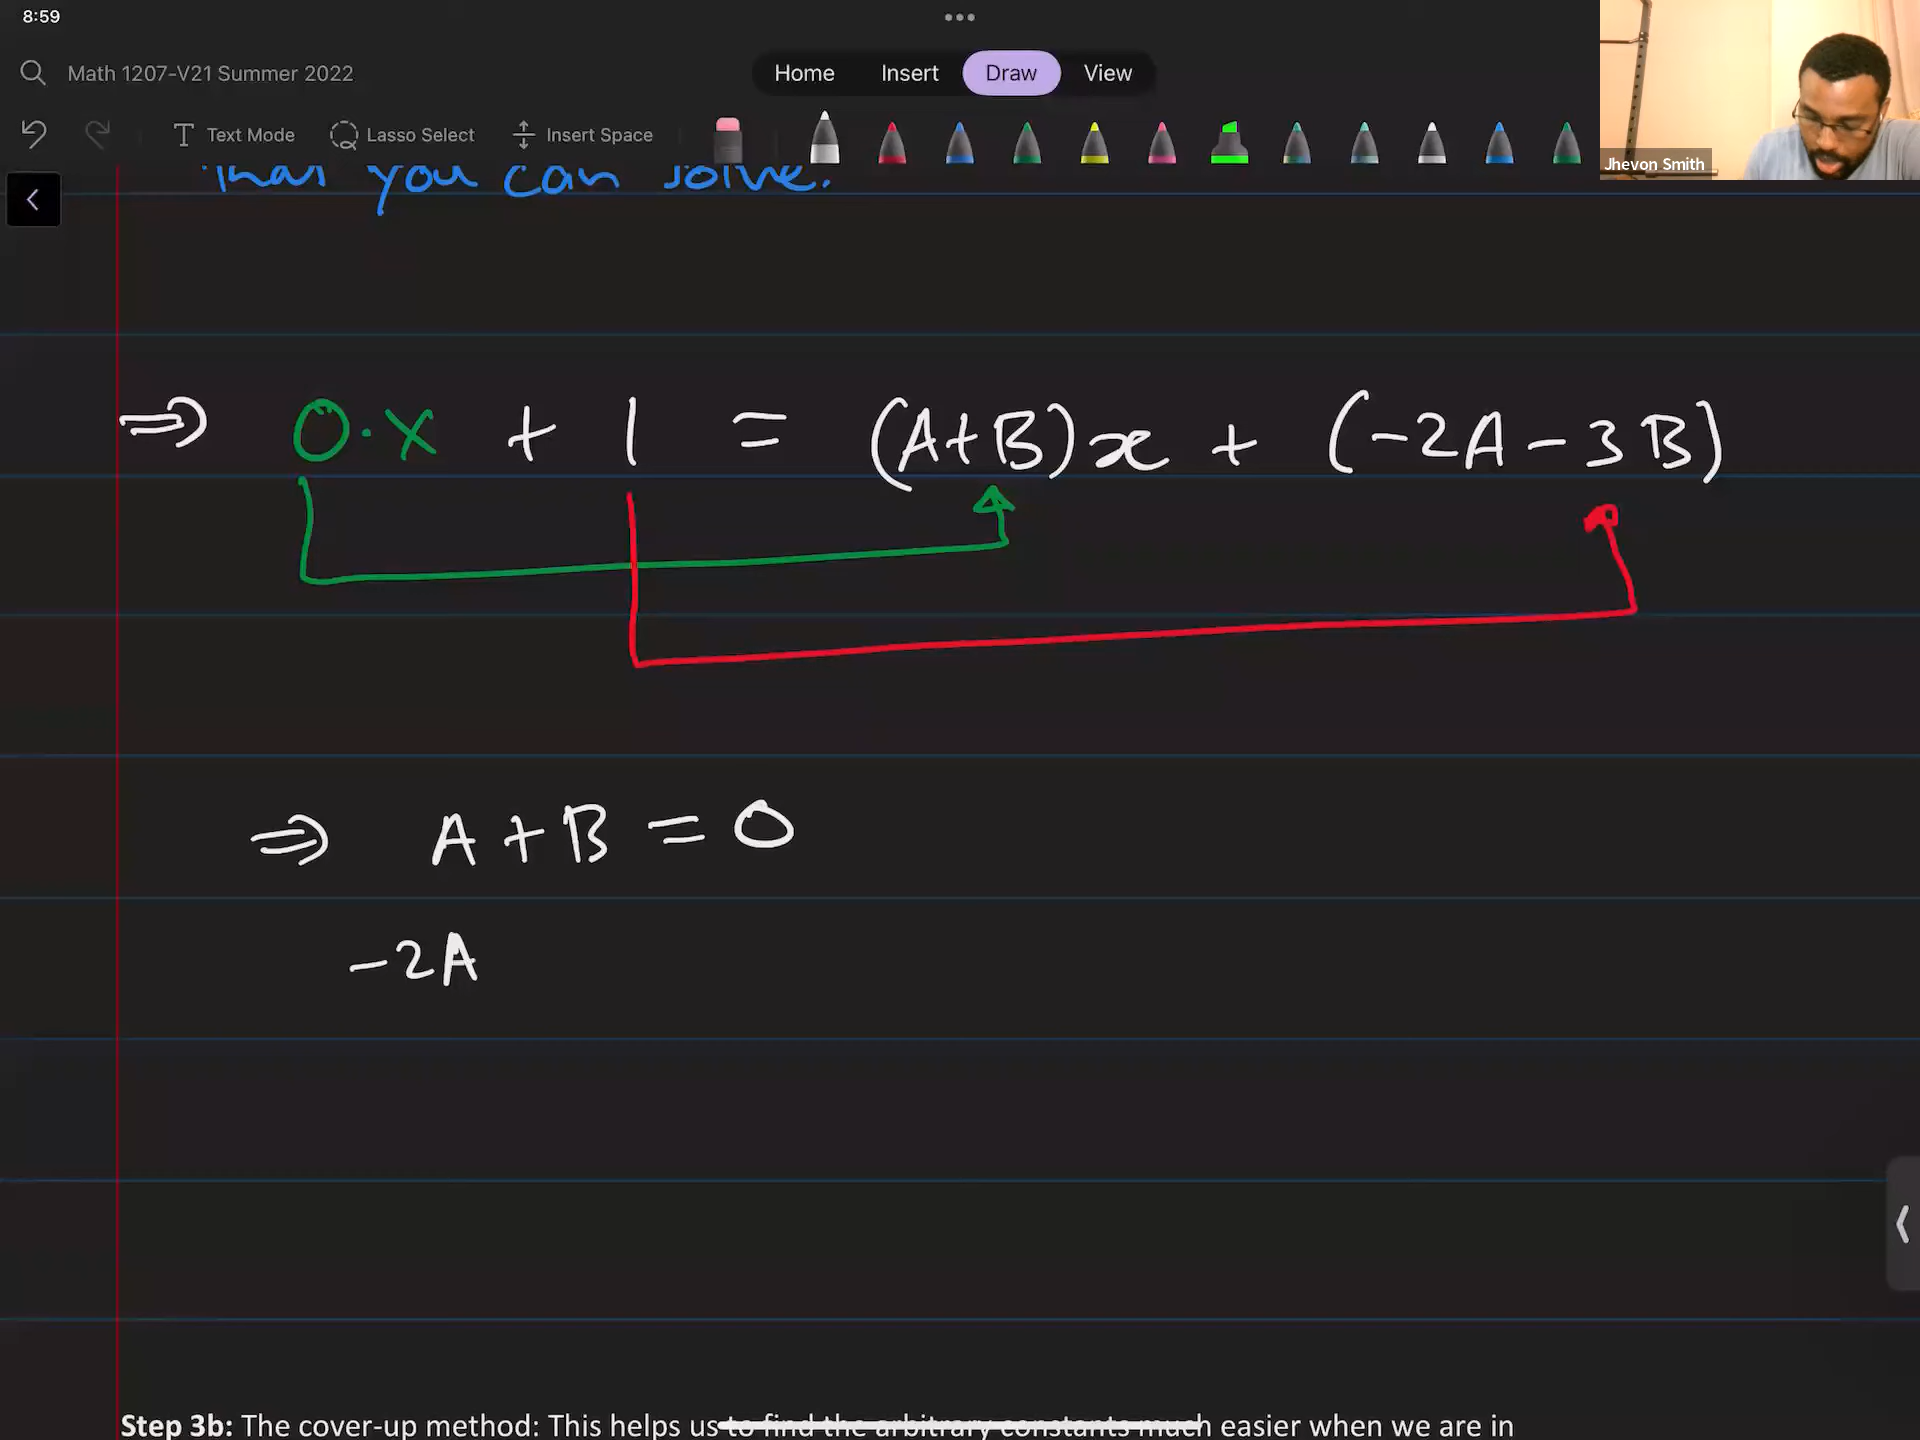 8:59
Math 1207-V21 Summer 2022
Home Insert Draw View
Text Mode Lasso Select Insert Space
Jhevon Smith
that you can solve.
⇒ 0·x + 1 = (A+B)x + (-2A-3B)
⇒ A+B = 0
-2A
Step 3b: The cover-up method: This helps us to find the arbitrary constants much easier when we are in